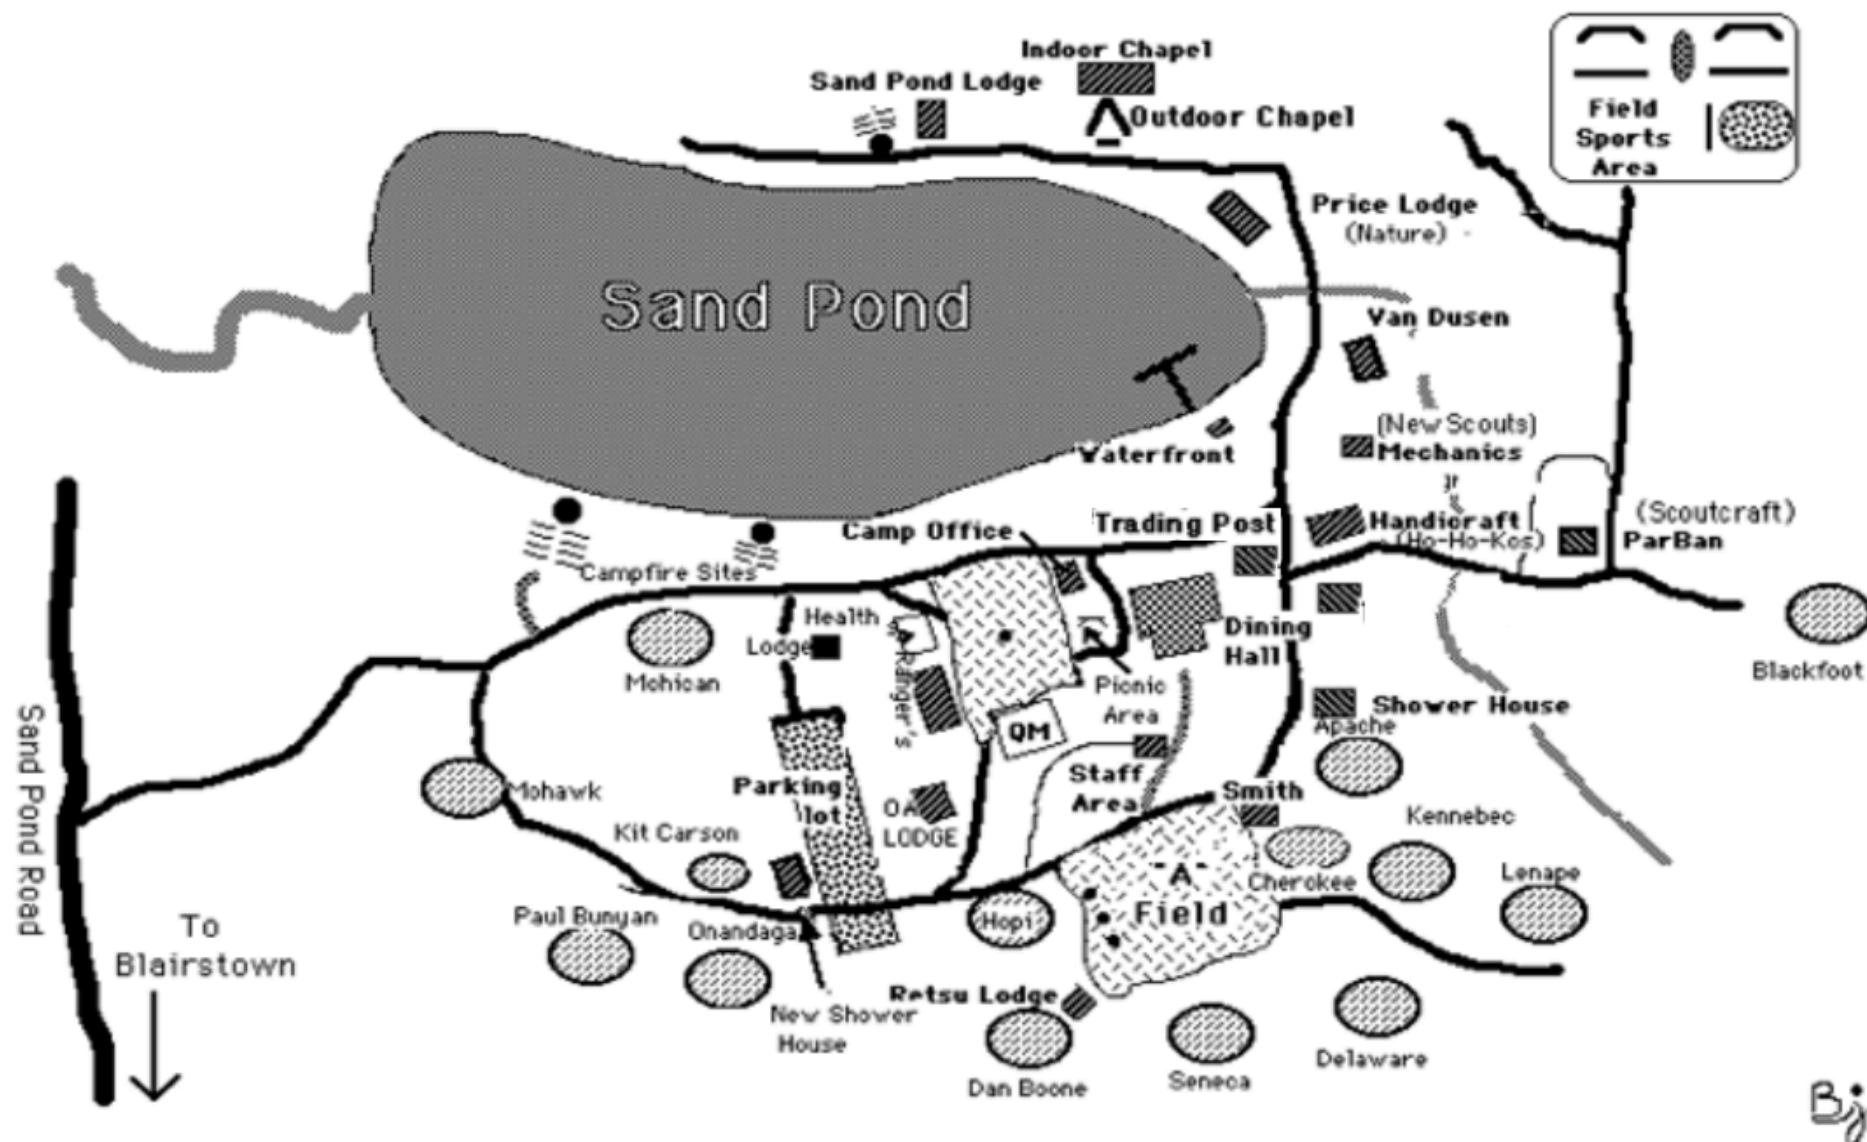 Indoor Chapel
Sand Pond Lodge
Outdoor Chapel
Field
Sports
Area
Price Lodge
(Nature)
Sand Pond
Van Dusen
(New Scouts)
Mechanics
Waterfront
Camp Office
Trading Post
Handicraft
(Ho-Ho-Kos)
(Scoutcraft)
ParBan
Campfire Sites
Health
Lodge
Mohican
Ranger's
Dining
Hall
Picnic
Area
Blackfoot
QM
Shower House
Apache
Sand Pond Road
Mohawk
Parking
lot
Staff
Area
Smith
OA
LODGE
Kit Carson
Kennebec
Lenape
Cherokee
"A"
Field
Hopi
Paul Bunyan
Onandaga
To
Blairstown
Retsu Lodge
New Shower
House
Dan Boone
Seneca
Delaware
Bj